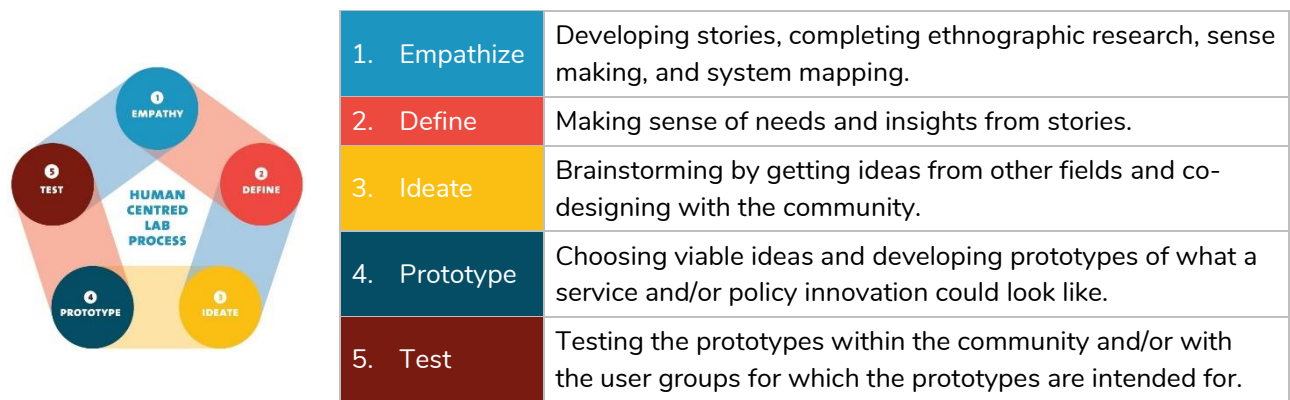 1
EMPATHY
5
TEST
2
DEFINE
HUMAN
CENTRED
LAB
PROCESS
4
PROTOTYPE
3
IDEATE
1. Empathize
Developing stories, completing ethnographic research, sense
making, and system mapping.
2. Define
Making sense of needs and insights from stories.
3. Ideate
Brainstorming by getting ideas from other fields and co-
designing with the community.
4. Prototype
Choosing viable ideas and developing prototypes of what a
service and/or policy innovation could look like.
5. Test
Testing the prototypes within the community and/or with
the user groups for which the prototypes are intended for.